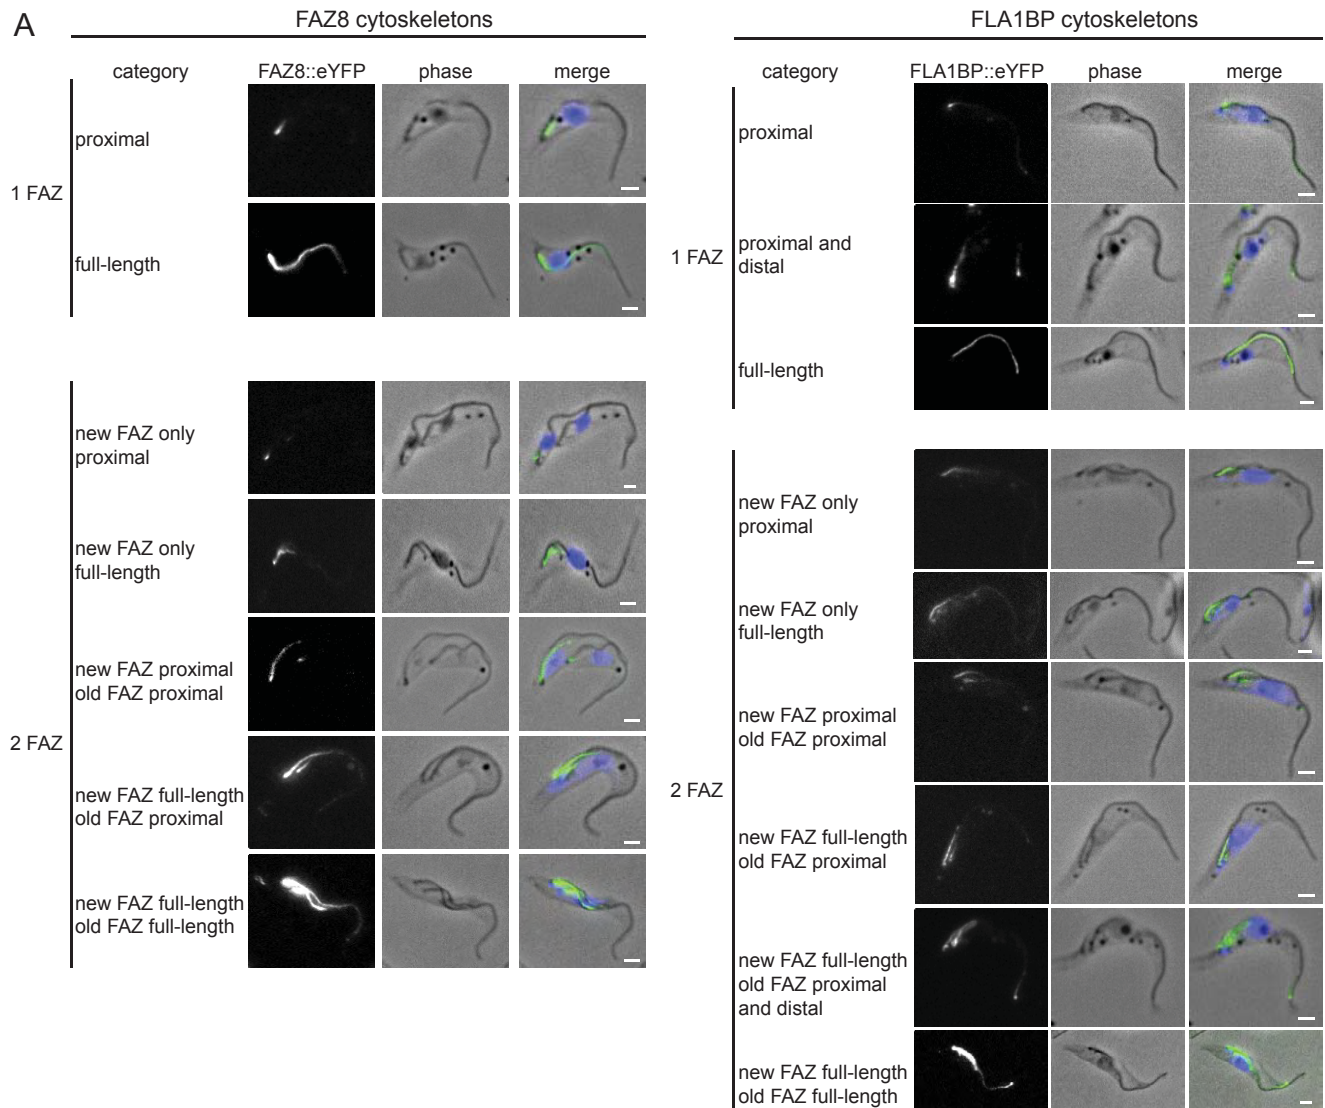 A
FAZ8 cytoskeletons
category
FAZ8::eYFP
phase
merge
1 FAZ
proximal
full-length
2 FAZ
new FAZ only
proximal
new FAZ only
full-length
new FAZ proximal
old FAZ proximal
new FAZ full-length
old FAZ proximal
new FAZ full-length
old FAZ full-length
FLA1BP cytoskeletons
category
FLA1BP::eYFP
phase
merge
1 FAZ
proximal
proximal and
distal
full-length
2 FAZ
new FAZ only
proximal
new FAZ only
full-length
new FAZ proximal
old FAZ proximal
new FAZ full-length
old FAZ proximal
new FAZ full-length
old FAZ proximal
and distal
new FAZ full-length
old FAZ full-length